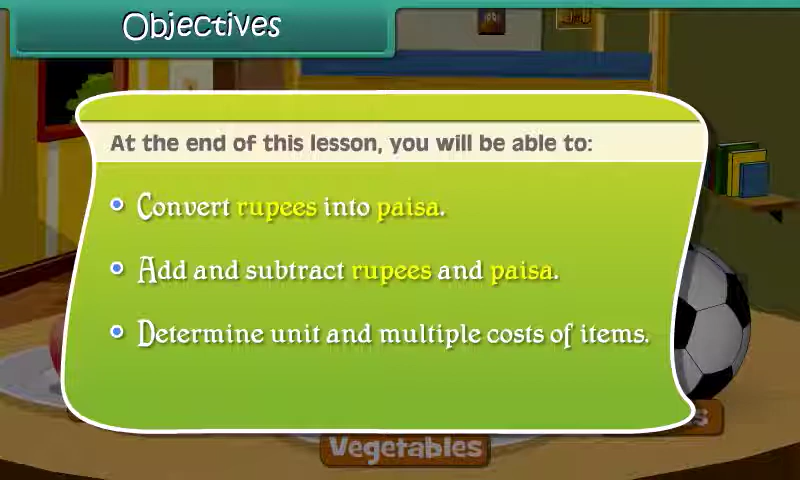 Objectives
At the end of this lesson, you will be able to:
Convert rupees into paisa.
Add and subtract rupees and paisa.
Determine unit and multiple costs of items.
Vegetables